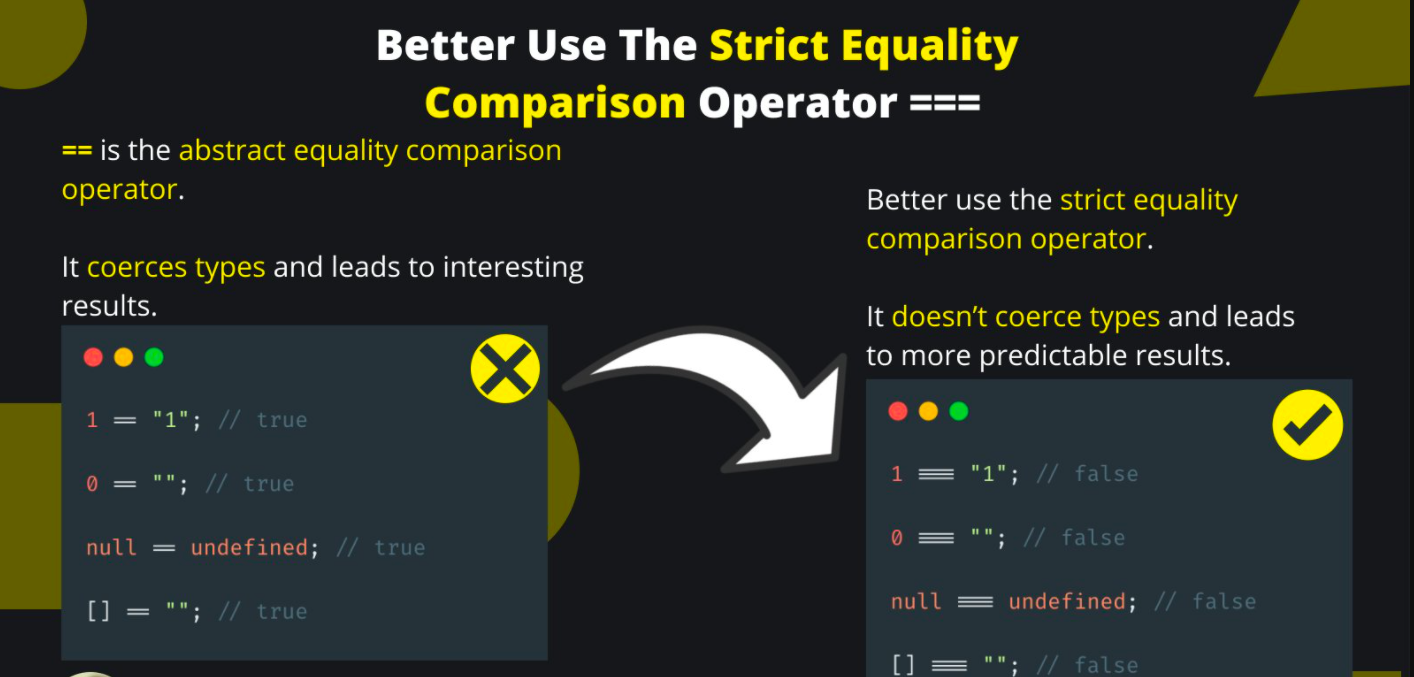 Better Use The Strict Equality
Comparison Operator ===
== is the abstract equality comparison
operator.
It coerces types and leads to interesting
results.
1 == "1"; // true
0 == ""; // true
null == undefined; // true
[] == ""; // true
Better use the strict equality
comparison operator.
It doesn’t coerce types and leads
to more predictable results.
1 === "1"; // false
0 === ""; // false
null === undefined; // false
[] === ""; // false